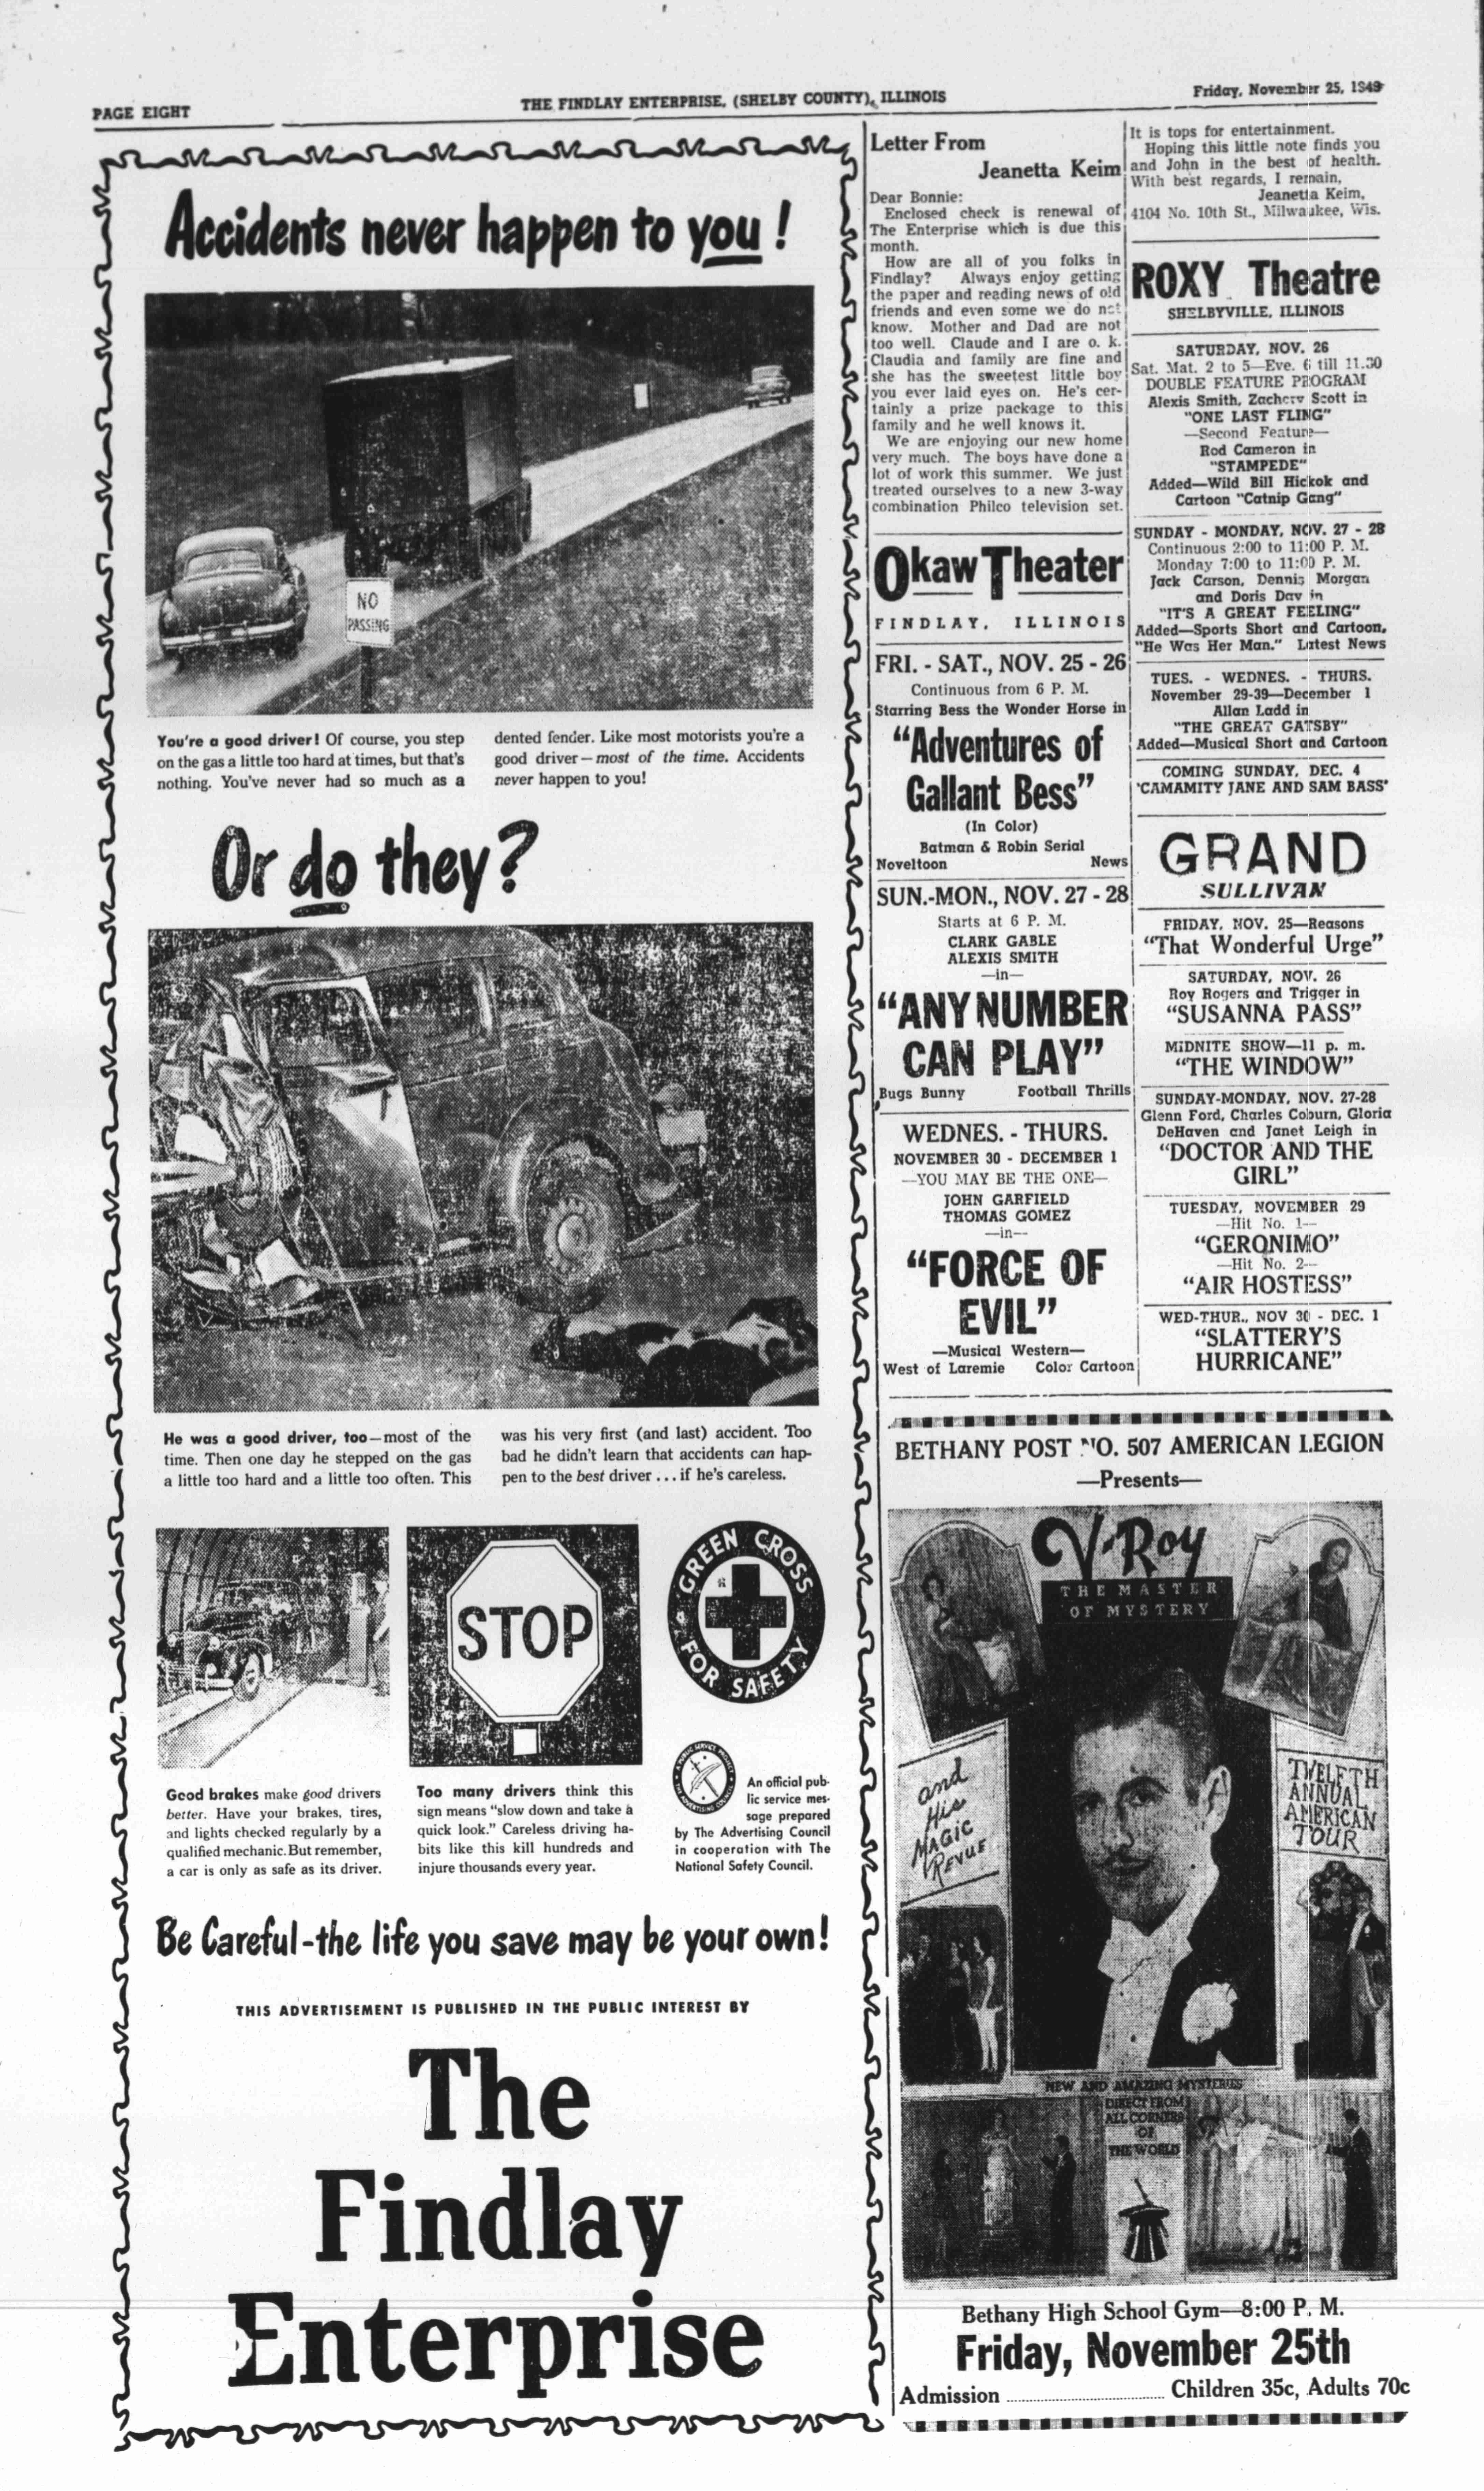 PAGE EIGHT
THE FINDLAY ENTERPRISE, (SHELBY COUNTY), ILLINOIS
Friday, November 25, 1949
Accidents never happen to you!
NO
PASSING
You're a good driver! Of course, you step
on the gas a little too hard at times, but that's
nothing. You've never had so much as a
dented fender. Like most motorists you're a
good driver—most of the time. Accidents
never happen to you!
Or do they?
He was a good driver, too—most of the
time. Then one day he stepped on the gas
a little too hard and a little too often. This
was his very first (and last) accident. Too
bad he didn't learn that accidents can hap-
pen to the best driver . . . if he's careless.
STOP
GREEN CROSS
FOR SAFETY
Good brakes make good drivers
better. Have your brakes, tires,
and lights checked regularly by a
qualified mechanic. But remember,
a car is only as safe as its driver.
Too many drivers think this
sign means "slow down and take a
quick look." Careless driving ha-
bits like this kill hundreds and
injure thousands every year.
An official pub-
lic service mes-
sage prepared
by The Advertising Council
in cooperation with The
National Safety Council.
Be Careful-the life you save may be your own!
THIS ADVERTISEMENT IS PUBLISHED IN THE PUBLIC INTEREST BY
The
Findlay
Enterprise
Letter From
Jeanetta Keim
Dear Bonnie:
Enclosed check is renewal of
The Enterprise which is due this
month.
How are all of you folks in
Findlay? Always enjoy getting
the paper and reading news of old
friends and even some we do not
know. Mother and Dad are not
too well. Claude and I are o. k.
Claudia and family are fine and
she has the sweetest little boy
you ever laid eyes on. He's cer-
tainly a prize package to this
family and he well knows it.
We are enjoying our new home
very much. The boys have done a
lot of work this summer. We just
treated ourselves to a new 3-way
combination Philco television set.
It is tops for entertainment.
Hoping this little note finds you
and John in the best of health.
With best regards, I remain,
Jeanetta Keim,
4104 No. 10th St., Milwaukee, Wis.
Okaw Theater
FINDLAY, ILLINOIS
FRI. - SAT., NOV. 25 - 26
Continuous from 6 P. M.
Starring Bess the Wonder Horse in
"Adventures of
Gallant Bess"
(In Color)
Batman & Robin Serial
Noveltoon News
SUN.-MON., NOV. 27 - 28
Starts at 6 P. M.
CLARK GABLE
ALEXIS SMITH
—in—
"ANY NUMBER
CAN PLAY"
Bugs Bunny Football Thrills
WEDNES. - THURS.
NOVEMBER 30 - DECEMBER 1
—YOU MAY BE THE ONE—
JOHN GARFIELD
THOMAS GOMEZ
—in—
"FORCE OF
EVIL"
—Musical Western—
West of Laremie Color Cartoon
ROXY Theatre
SHELBYVILLE, ILLINOIS
SATURDAY, NOV. 26
Sat. Mat. 2 to 5—Eve. 6 till 11.30
DOUBLE FEATURE PROGRAM
Alexis Smith, Zachery Scott in
"ONE LAST FLING"
—Second Feature—
Rod Cameron in
"STAMPEDE"
Added—Wild Bill Hickok and
Cartoon "Catnip Gang"
SUNDAY - MONDAY, NOV. 27 - 28
Continuous 2:00 to 11:00 P. M.
Monday 7:00 to 11:00 P. M.
Jack Carson, Dennis Morgan
and Doris Day in
"IT'S A GREAT FEELING"
Added—Sports Short and Cartoon,
"He Was Her Man." Latest News
TUES. - WEDNES. - THURS.
November 29-39—December 1
Allan Ladd in
"THE GREAT GATSBY"
Added—Musical Short and Cartoon
COMING SUNDAY, DEC. 4
'CAMAMITY JANE AND SAM BASS'
GRAND
SULLIVAN
FRIDAY, NOV. 25—Reasons
"That Wonderful Urge"
SATURDAY, NOV. 26
Roy Rogers and Trigger in
"SUSANNA PASS"
MIDNITE SHOW—11 p. m.
"THE WINDOW"
SUNDAY-MONDAY, NOV. 27-28
Glenn Ford, Charles Coburn, Gloria
DeHaven and Janet Leigh in
"DOCTOR AND THE
GIRL"
TUESDAY, NOVEMBER 29
—Hit No. 1—
"GERONIMO"
—Hit No. 2—
"AIR HOSTESS"
WED-THUR., NOV 30 - DEC. 1
"SLATTERY'S
HURRICANE"
BETHANY POST NO. 507 AMERICAN LEGION
—Presents—
V-Roy
THE MASTER
OF MYSTERY
and
His
MAGIC
REVUE
TWELFTH
ANNUAL
AMERICAN
TOUR
NEW AND AMAZING MYSTERIES
DIRECT FROM
ALL CORNERS
OF
THE WORLD
Bethany High School Gym—8:00 P. M.
Friday, November 25th
Admission ........ Children 35c, Adults 70c